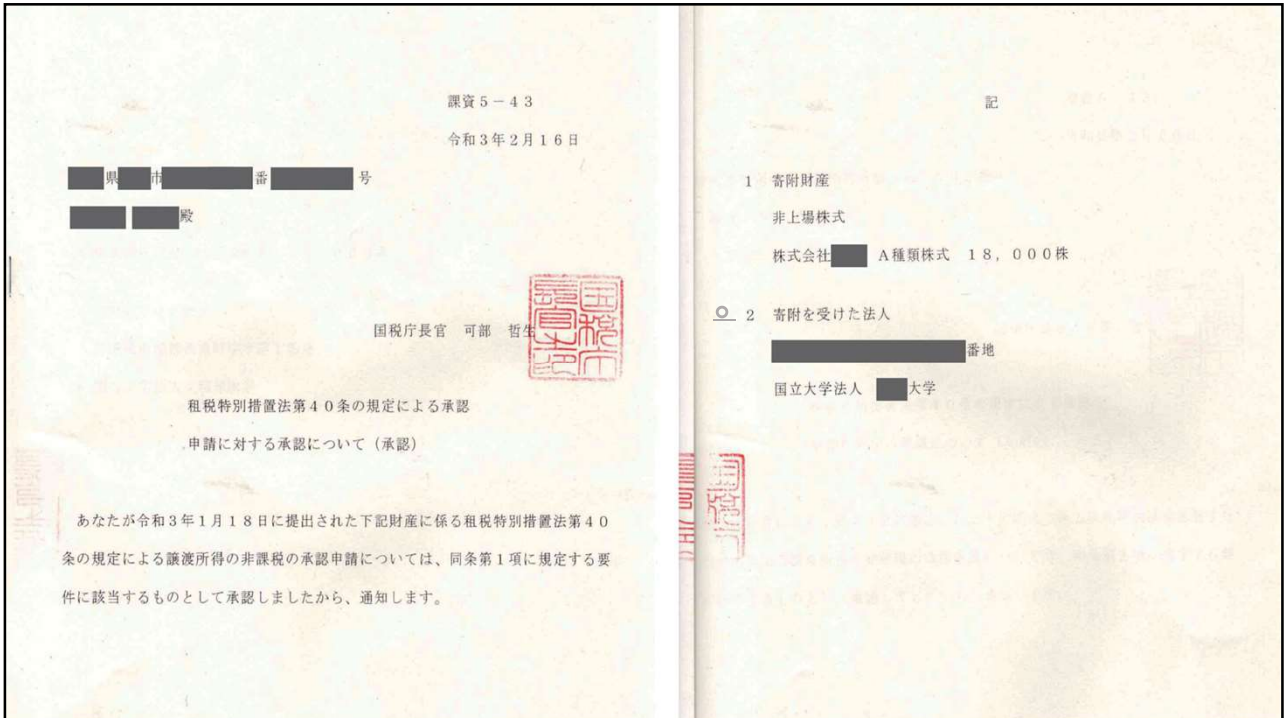 課資5－43
令和3年2月16日
県 市 番 号
殿
国税庁長官 可部 哲生
租税特別措置法第40条の規定による承認
申請に対する承認について（承認）
あなたが令和3年1月18日に提出された下記財産に係る租税特別措置法第40
条の規定による譲渡所得の非課税の承認申請については、同条第1項に規定する要
件に該当するものとして承認しましたから、通知します。
記
1 寄附財産
非上場株式
株式会社 A種類株式 18，000株
2 寄附を受けた法人
番地
国立大学法人 大学